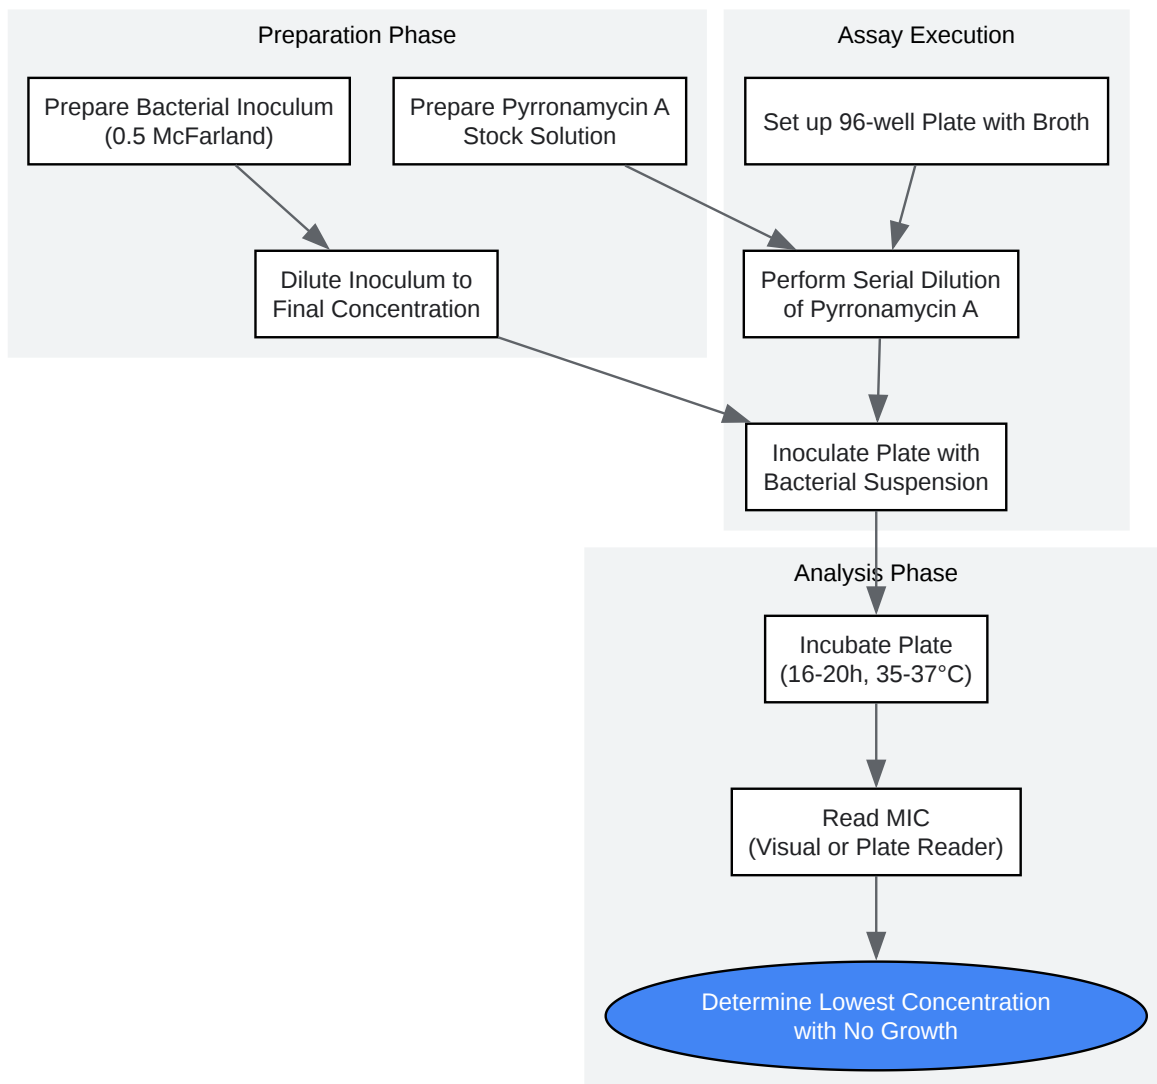 Preparation Phase
Prepare Bacterial Inoculum
(0.5 McFarland)
Prepare Pyrronamycin A
Stock Solution
Dilute Inoculum to
Final Concentration
Assay Execution
Set up 96-well Plate with Broth
Perform Serial Dilution
of Pyrronamycin A
Inoculate Plate with
Bacterial Suspension
Analysis Phase
Incubate Plate
(16-20h, 35-37°C)
Read MIC
(Visual or Plate Reader)
Determine Lowest Concentration
with No Growth